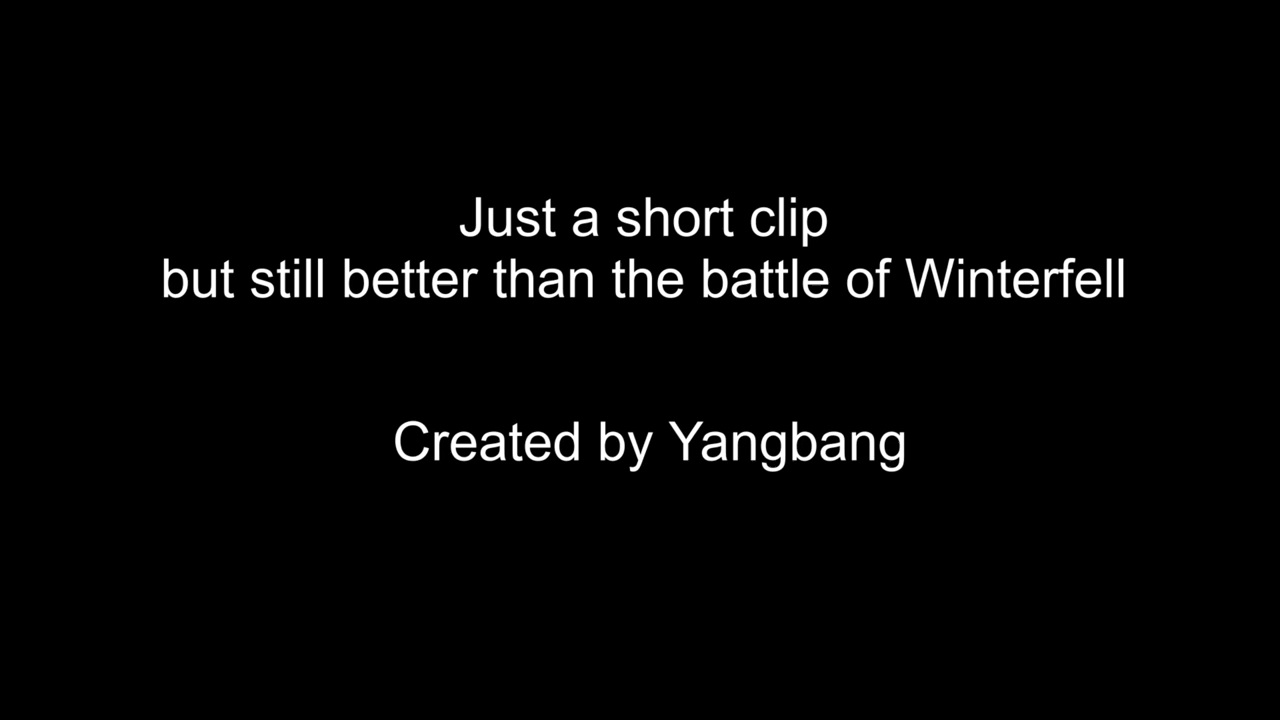 Just a short clip
but still better than the battle of Winterfell
Created by Yangbang